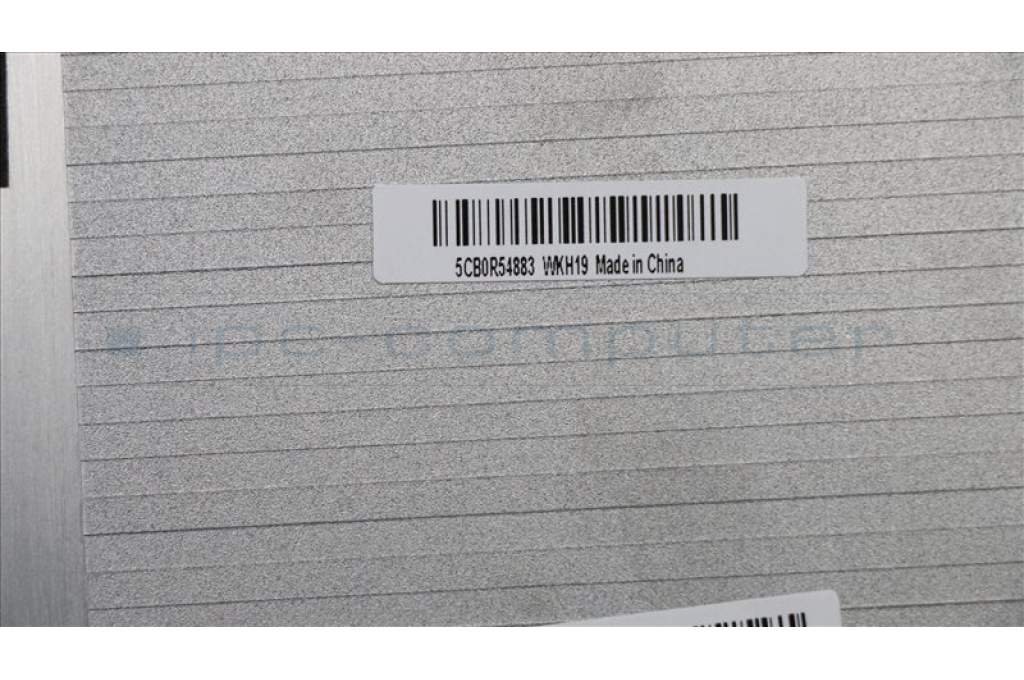 5CB0R54883 WKH19 Made in China
ipc-computer